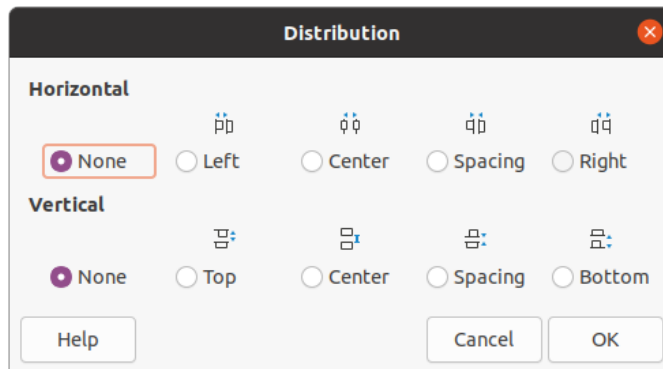 Distribution
Horizontal
None Left Center Spacing Right
Vertical
None Top Center Spacing Bottom
Help Cancel OK